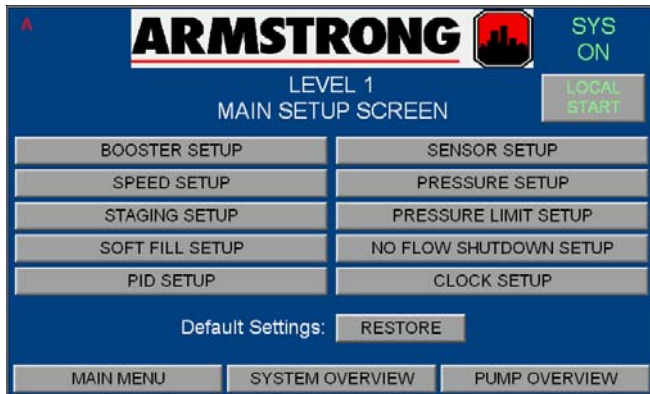 A
ARMSTRONG
SYS
ON
LEVEL 1
MAIN SETUP SCREEN
LOCAL
START
BOOSTER SETUP
SENSOR SETUP
SPEED SETUP
PRESSURE SETUP
STAGING SETUP
PRESSURE LIMIT SETUP
SOFT FILL SETUP
NO FLOW SHUTDOWN SETUP
PID SETUP
CLOCK SETUP
Default Settings: RESTORE
MAIN MENU
SYSTEM OVERVIEW
PUMP OVERVIEW